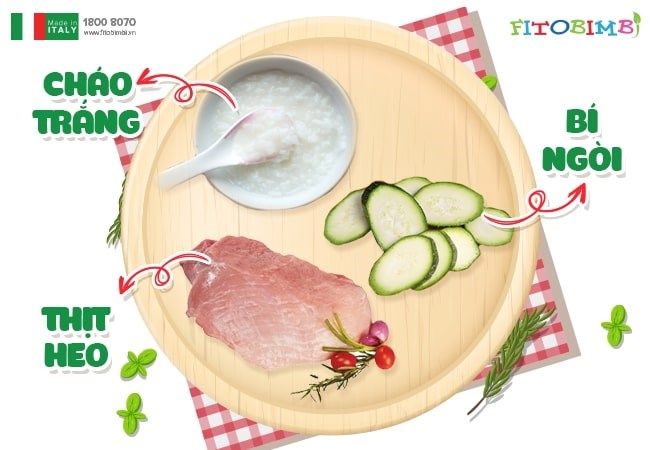 Made in
ITALY
1800 8070
www.fitobimbi.vn
FITOBIMBI
CHÁO
TRẮNG
BÍ
NGÒI
THỊT
HEO